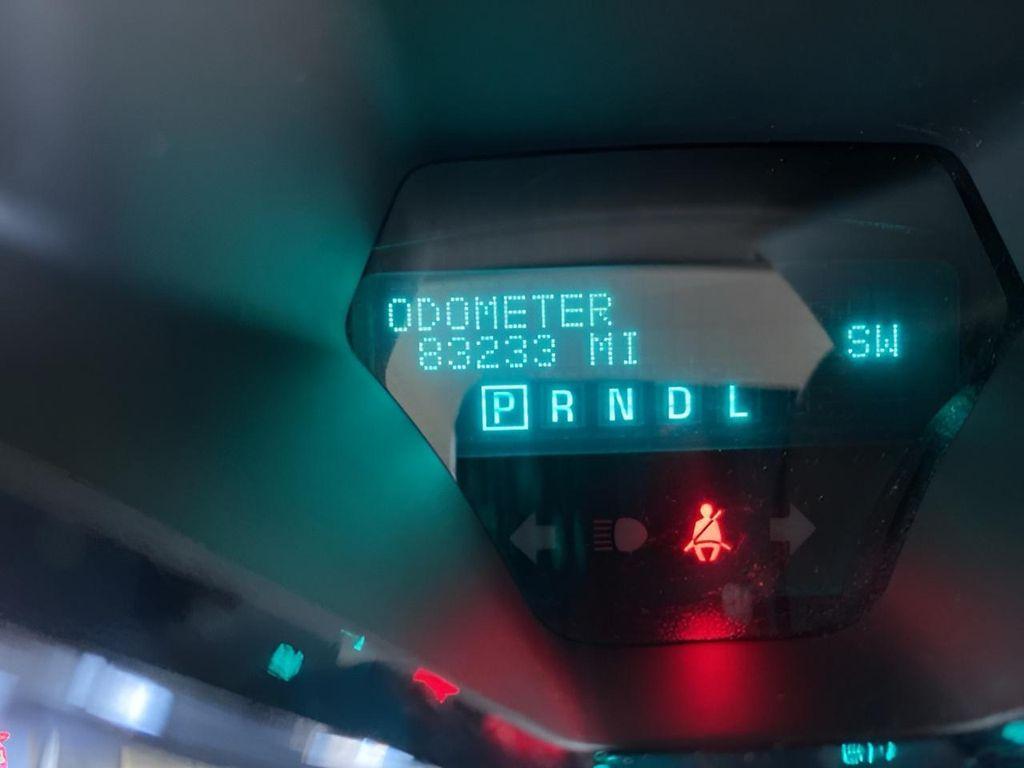 ODOMETER
83233 MI
SW
P R N D L